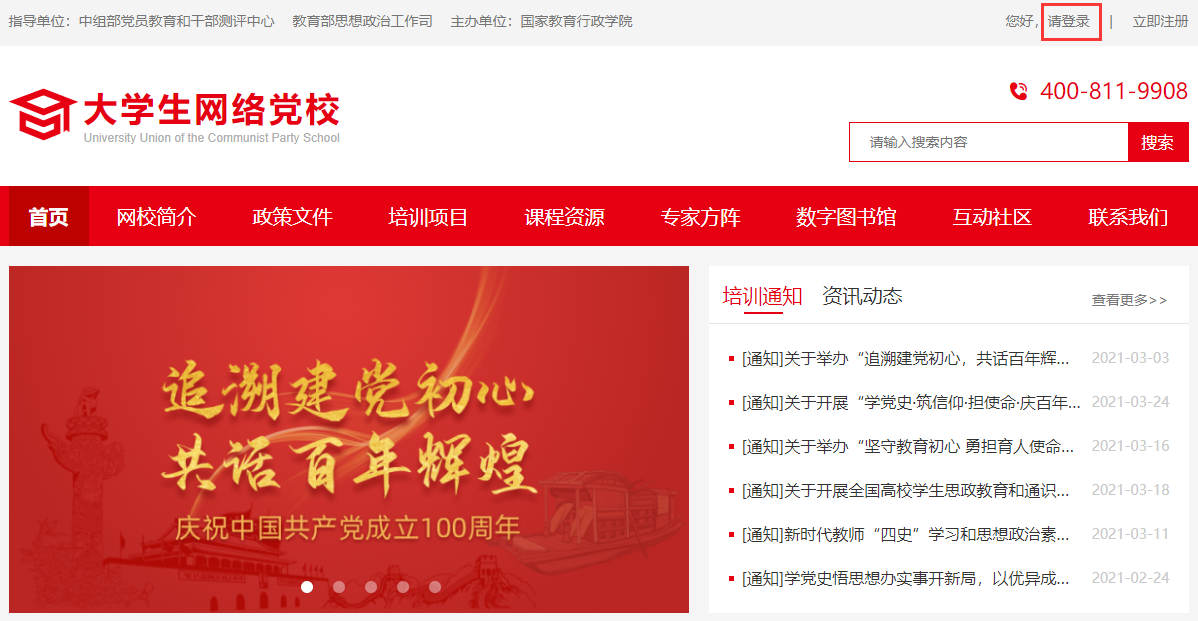 指导单位：中组部党员教育和干部测评中心 教育部思想政治工作司 主办单位：国家教育行政学院
您好, 请登录 | 立即注册
大学生网络党校
University Union of the Communist Party School
400-811-9908
请输入搜索内容 搜索
首页 网校简介 政策文件 培训项目 课程资源 专家方阵 数字图书馆 互动社区 联系我们
追溯建党初心
共话百年辉煌
庆祝中国共产党成立100周年
培训通知 资讯动态 查看更多>>
[通知]关于举办“追溯建党初心，共话百年辉... 2021-03-03
[通知]关于开展“学党史·筑信仰·担使命·庆百年... 2021-03-24
[通知]关于举办“坚守教育初心 勇担育人使命... 2021-03-16
[通知]关于开展全国高校学生思政教育和通识... 2021-03-18
[通知]新时代教师“四史”学习和思想政治素... 2021-03-11
[通知]学党史悟思想办实事开新局，以优异成... 2021-02-24